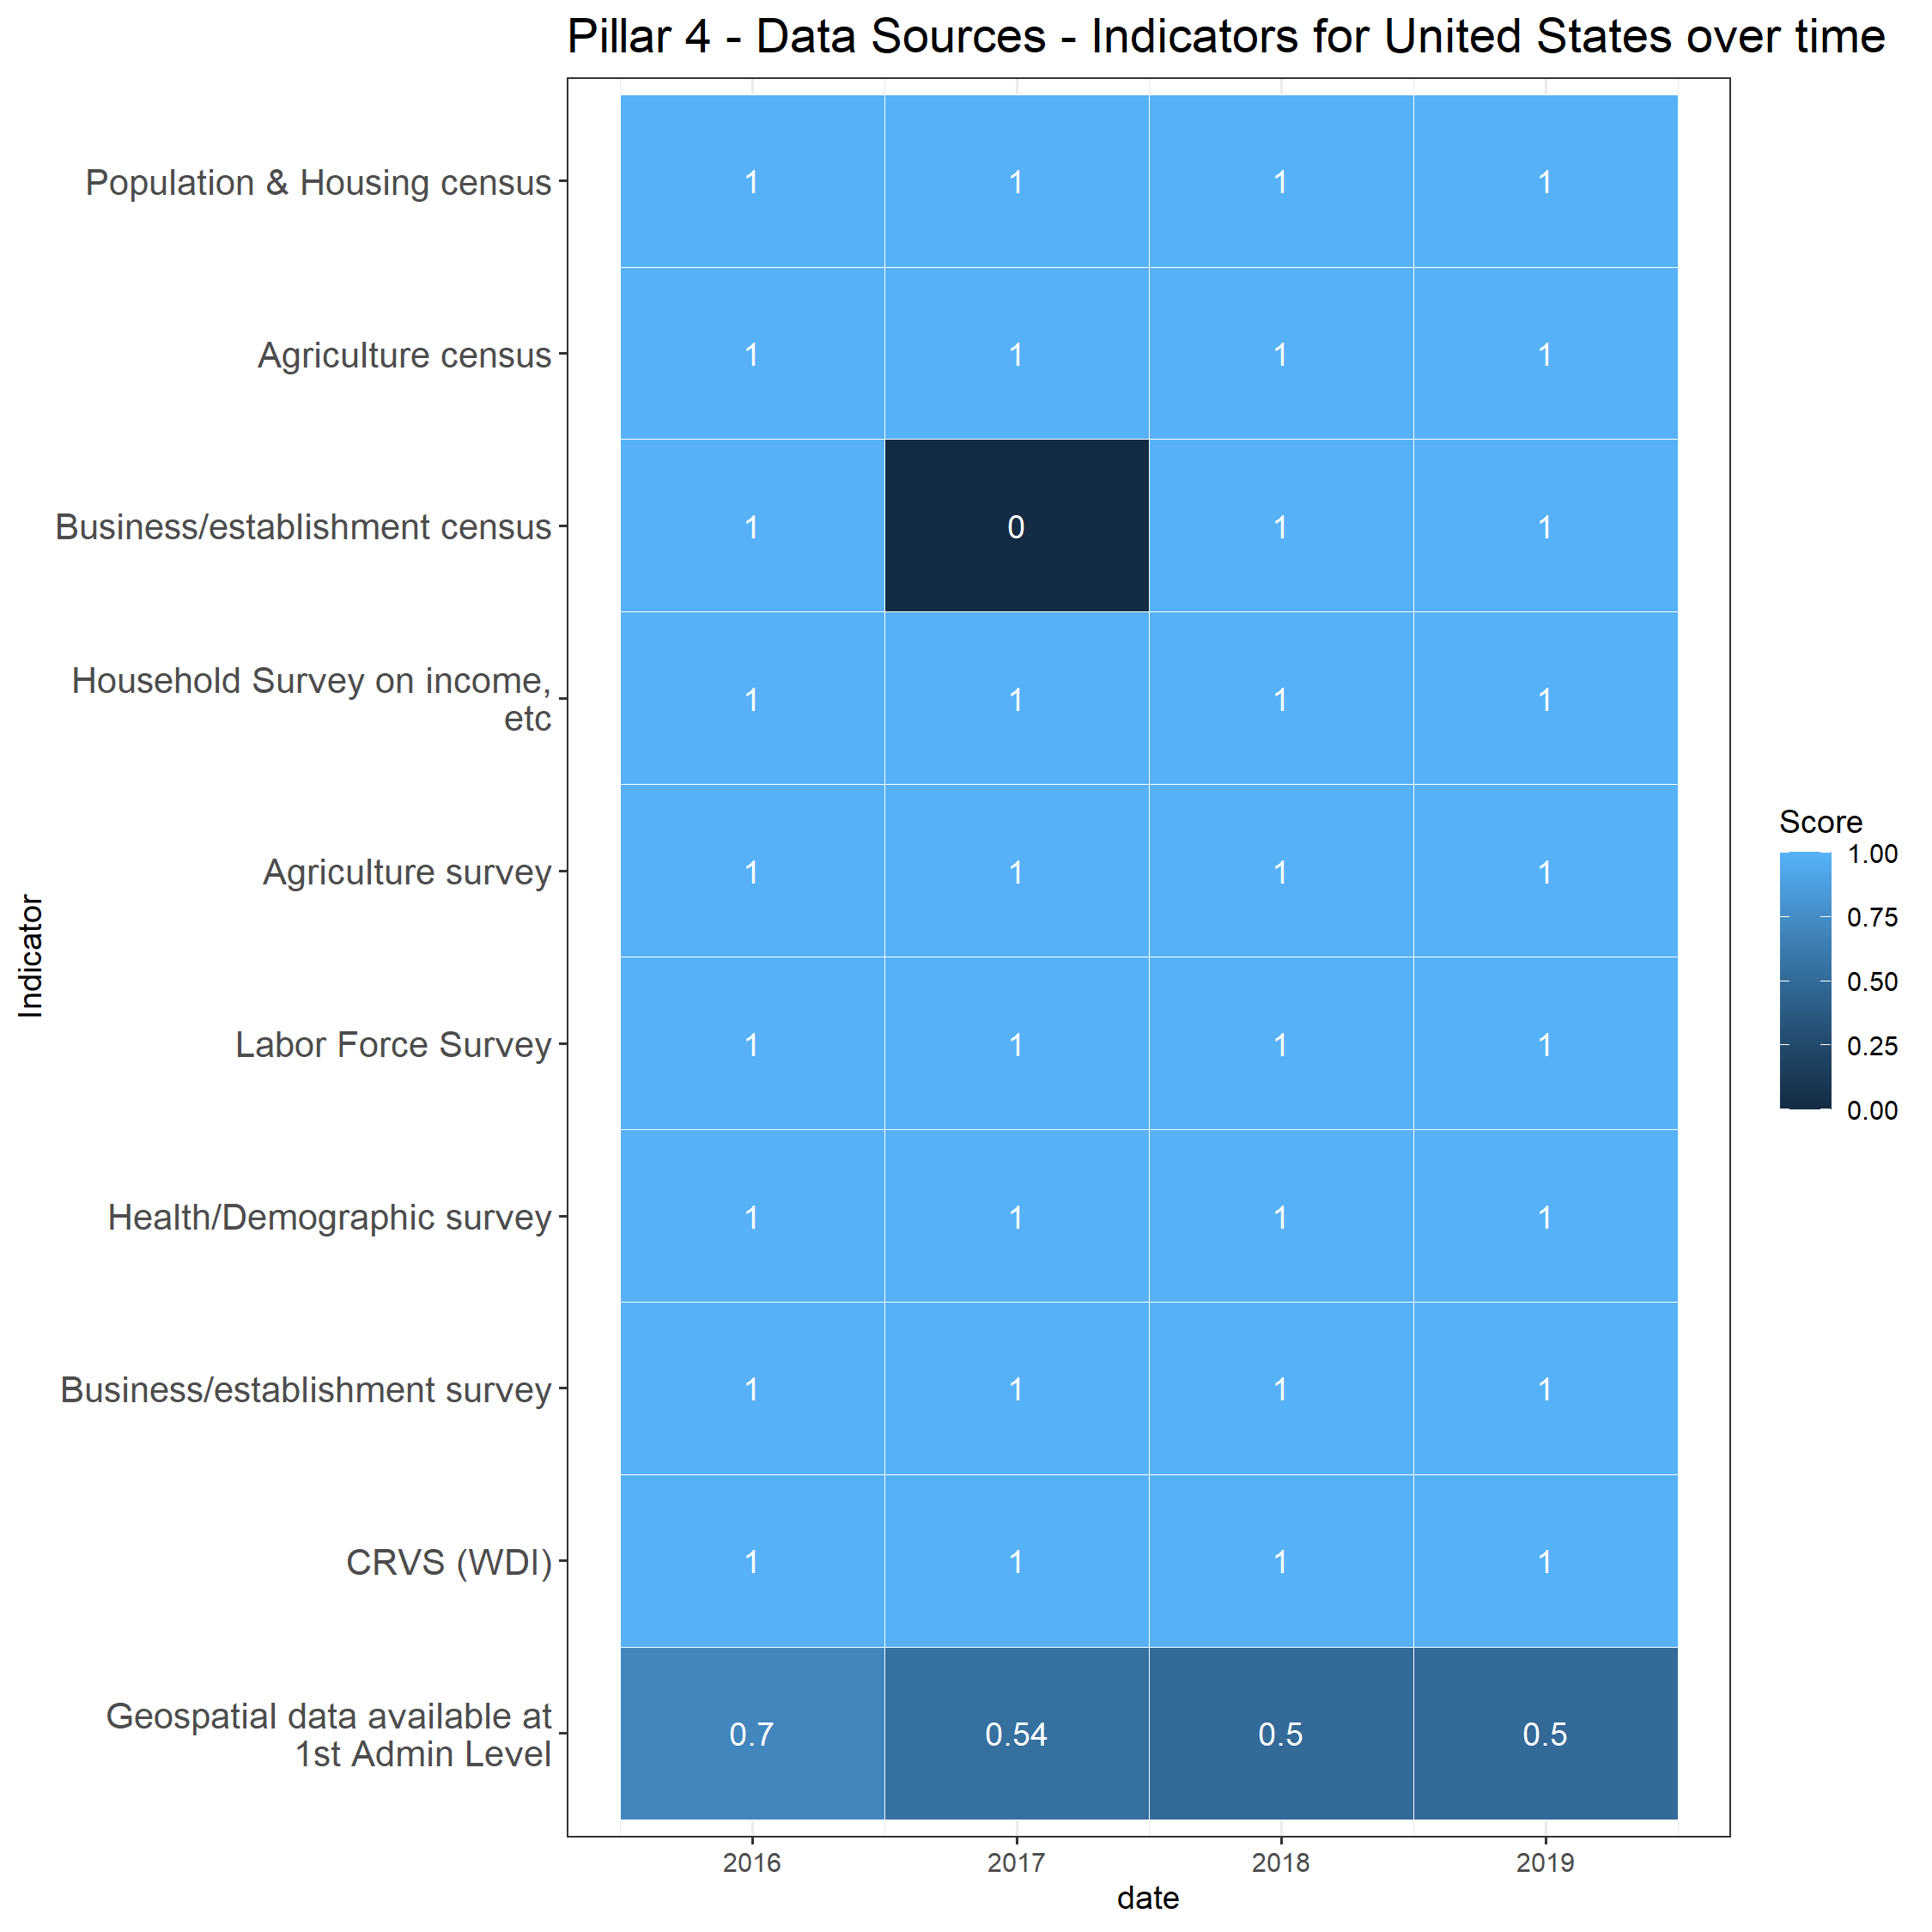 Pillar 4 - Data Sources - Indicators for United States over time
Population & Housing census
1 1 1 1
Agriculture census
1 1 1 1
Business/establishment census
1 0 1 1
Household Survey on income,
etc
1 1 1 1
Agriculture survey
1 1 1 1
Labor Force Survey
1 1 1 1
Health/Demographic survey
1 1 1 1
Business/establishment survey
1 1 1 1
CRVS (WDI)
1 1 1 1
Geospatial data available at
1st Admin Level
0.7 0.54 0.5 0.5
2016 2017 2018 2019
date
Indicator
Score
1.00
0.75
0.50
0.25
0.00